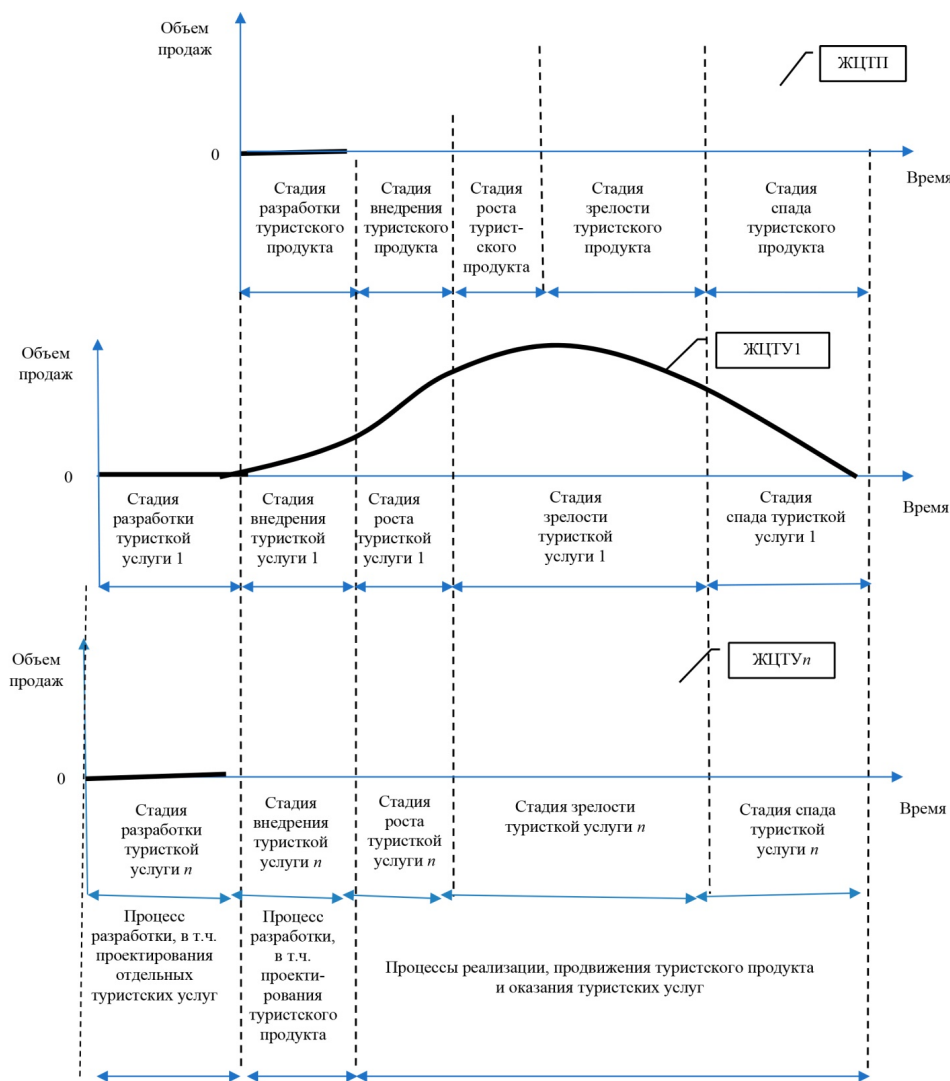 Объем
продаж
ЖЦТП
0
Время
Стадия
разработки
туристского
продукта
Стадия
внедрения
туристского
продукта
Стадия
роста
турист-
ского
продукта
Стадия
зрелости
туристского
продукта
Стадия
спада
туристского
продукта
Объем
продаж
ЖЦТУ1
0
Время
Стадия
разработки
туристкой
услуги 1
Стадия
внедрения
туристкой
услуги 1
Стадия
роста
туристкой
услуги 1
Стадия
зрелости
туристкой
услуги 1
Стадия
спада туристкой
услуги 1
Объем
продаж
ЖЦТУn
0
Время
Стадия
разработки
туристкой
услуги n
Стадия
внедрения
туристкой
услуги n
Стадия
роста
туристкой
услуги n
Стадия зрелости
туристкой услуги n
Стадия спада
туристкой
услуги n
Процесс
разработки, в т.ч.
проектирования
отдельных
туристских услуг
Процесс
разработки,
в т.ч.
проекти-
рования
туристского
продукта
Процессы реализации, продвижения туристского продукта
и оказания туристских услуг